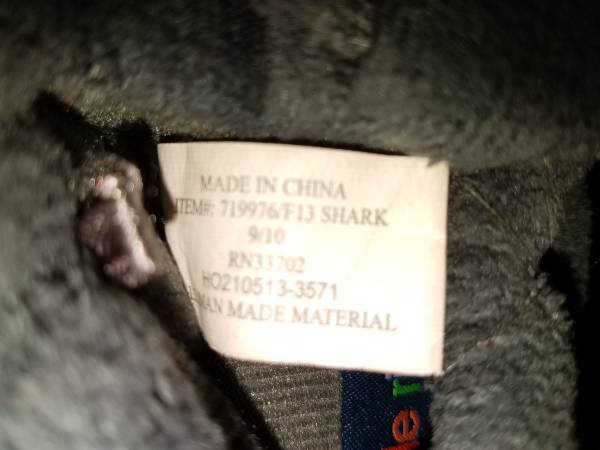 MADE IN CHINA
ITEM#: 719976/F13 SHARK
9/10
RN33702
HO210513-3571
MAN MADE MATERIAL